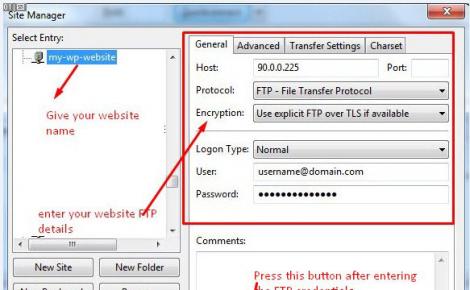 Site Manager
Select Entry:
my-wp-website
Give your website
name
enter your website FTP
details
New Site New Folder
General Advanced Transfer Settings Charset
Host: 90.0.0.225 Port:
Protocol: FTP - File Transfer Protocol
Encryption: Use explicit FTP over TLS if available
Logon Type: Normal
User: username@domain.com
Password: ••••••••••••••
Comments:
Press this button after entering
the FTP credentials